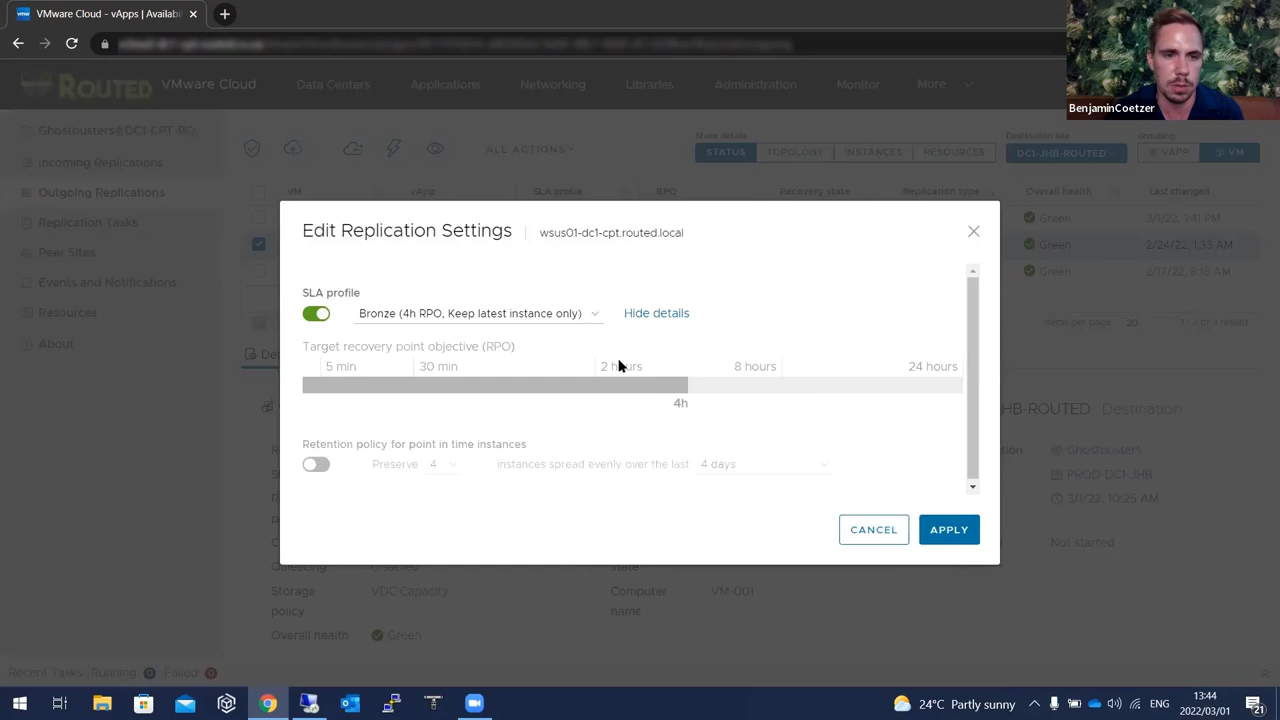 VMware Cloud - vApps | Availabi
ROUTED VMware Cloud Data Centers Applications Networking Libraries Administration Monitor More
BenjaminCoetzer
Ghostbusters@DC1-CPT-RO
Incoming Replications
Outgoing Replications
Replication Tasks
Peer Sites
Events and Notifications
Resources
About
ALL ACTIONS
Show details
STATUS TOPOLOGY INSTANCES RESOURCES
Destination site
DC1-JHB-ROUTED
Grouping
VAPP VM
VM vApp SLA profile RPO Recovery state Replication type Overall health Last changed
Green 3/1/22, 1:41 PM
Green 2/24/22, 1:33 AM
Green 2/17/22, 8:16 AM
Items per page 20 1 - 3 of 3 results
Edit Replication Settings wsus01-dc1-cpt.routed.local
SLA profile
Bronze (4h RPO, Keep latest instance only) Hide details
Target recovery point objective (RPO)
5 min 30 min 2 hours 8 hours 24 hours
4h
Retention policy for point in time instances
Preserve 4 instances spread evenly over the last 4 days
CANCEL APPLY
HB-ROUTED Destination
Ghostbusters
PROD-DC1-JHB
3/1/22, 10:25 AM
Not started
Quiescing Disabled state
Storage policy VDC Capacity
Computer name VM-001
Overall health Green
Recent Tasks Running 0 Failed 0
24°C Partly sunny ENG 13:44
2022/03/01 21